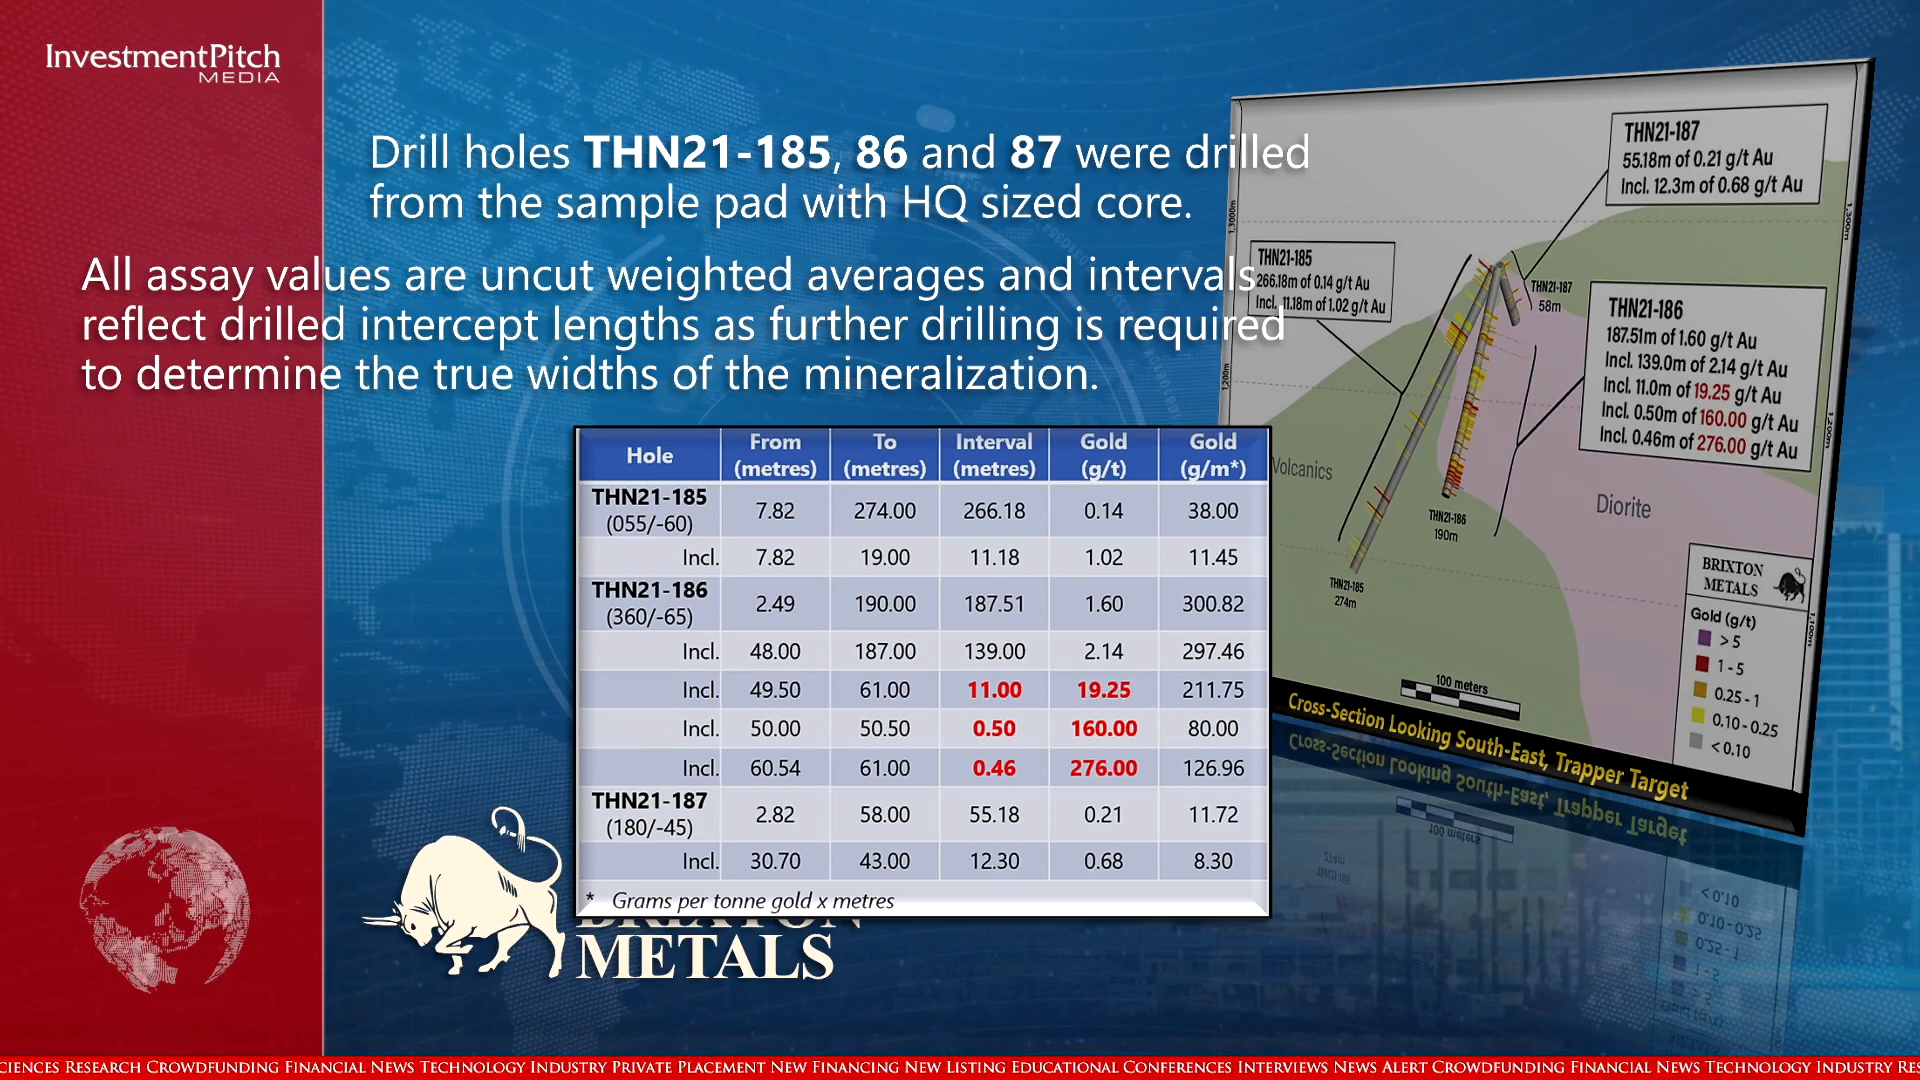 InvestmentPitch
MEDIA
Drill holes THN21-185, 86 and 87 were drilled
from the sample pad with HQ sized core.
All assay values are uncut weighted averages and intervals
reflect drilled intercept lengths as further drilling is required
to determine the true widths of the mineralization.
Hole From (metres) To (metres) Interval (metres) Gold (g/t) Gold (g/m*)
THN21-185 (055/-60) 7.82 274.00 266.18 0.14 38.00
Incl. 7.82 19.00 11.18 1.02 11.45
THN21-186 (360/-65) 2.49 190.00 187.51 1.60 300.82
Incl. 48.00 187.00 139.00 2.14 297.46
Incl. 49.50 61.00 11.00 19.25 211.75
Incl. 50.00 50.50 0.50 160.00 80.00
Incl. 60.54 61.00 0.46 276.00 126.96
THN21-187 (180/-45) 2.82 58.00 55.18 0.21 11.72
Incl. 30.70 43.00 12.30 0.68 8.30
* Grams per tonne gold x metres
BRIXTON
METALS
THN21-187
55.18m of 0.21 g/t Au
Incl. 12.3m of 0.68 g/t Au
1,300m
1,300m
THN21-185
266.18m of 0.14 g/t Au
Incl. 11.18m of 1.02 g/t Au
THN21-187
58m
THN21-186
187.51m of 1.60 g/t Au
Incl. 139.0m of 2.14 g/t Au
Incl. 11.0m of 19.25 g/t Au
Incl. 0.50m of 160.00 g/t Au
Incl. 0.46m of 276.00 g/t Au
1,200m
1,200m
Volcanics
Diorite
THN21-186
190m
THN21-185
274m
BRIXTON
METALS
Gold (g/t)
> 5
1 - 5
0.25 - 1
0.10 - 0.25
< 0.10
1,100m
100 meters
Cross-Section Looking South-East, Trapper Target
CIENCES RESEARCH CROWDFUNDING FINANCIAL NEWS TECHNOLOGY INDUSTRY PRIVATE PLACEMENT NEW FINANCING NEW LISTING EDUCATIONAL CONFERENCES INTERVIEWS NEWS ALERT CROWDFUNDING FINANCIAL NEWS TECHNOLOGY INDUSTRY RES